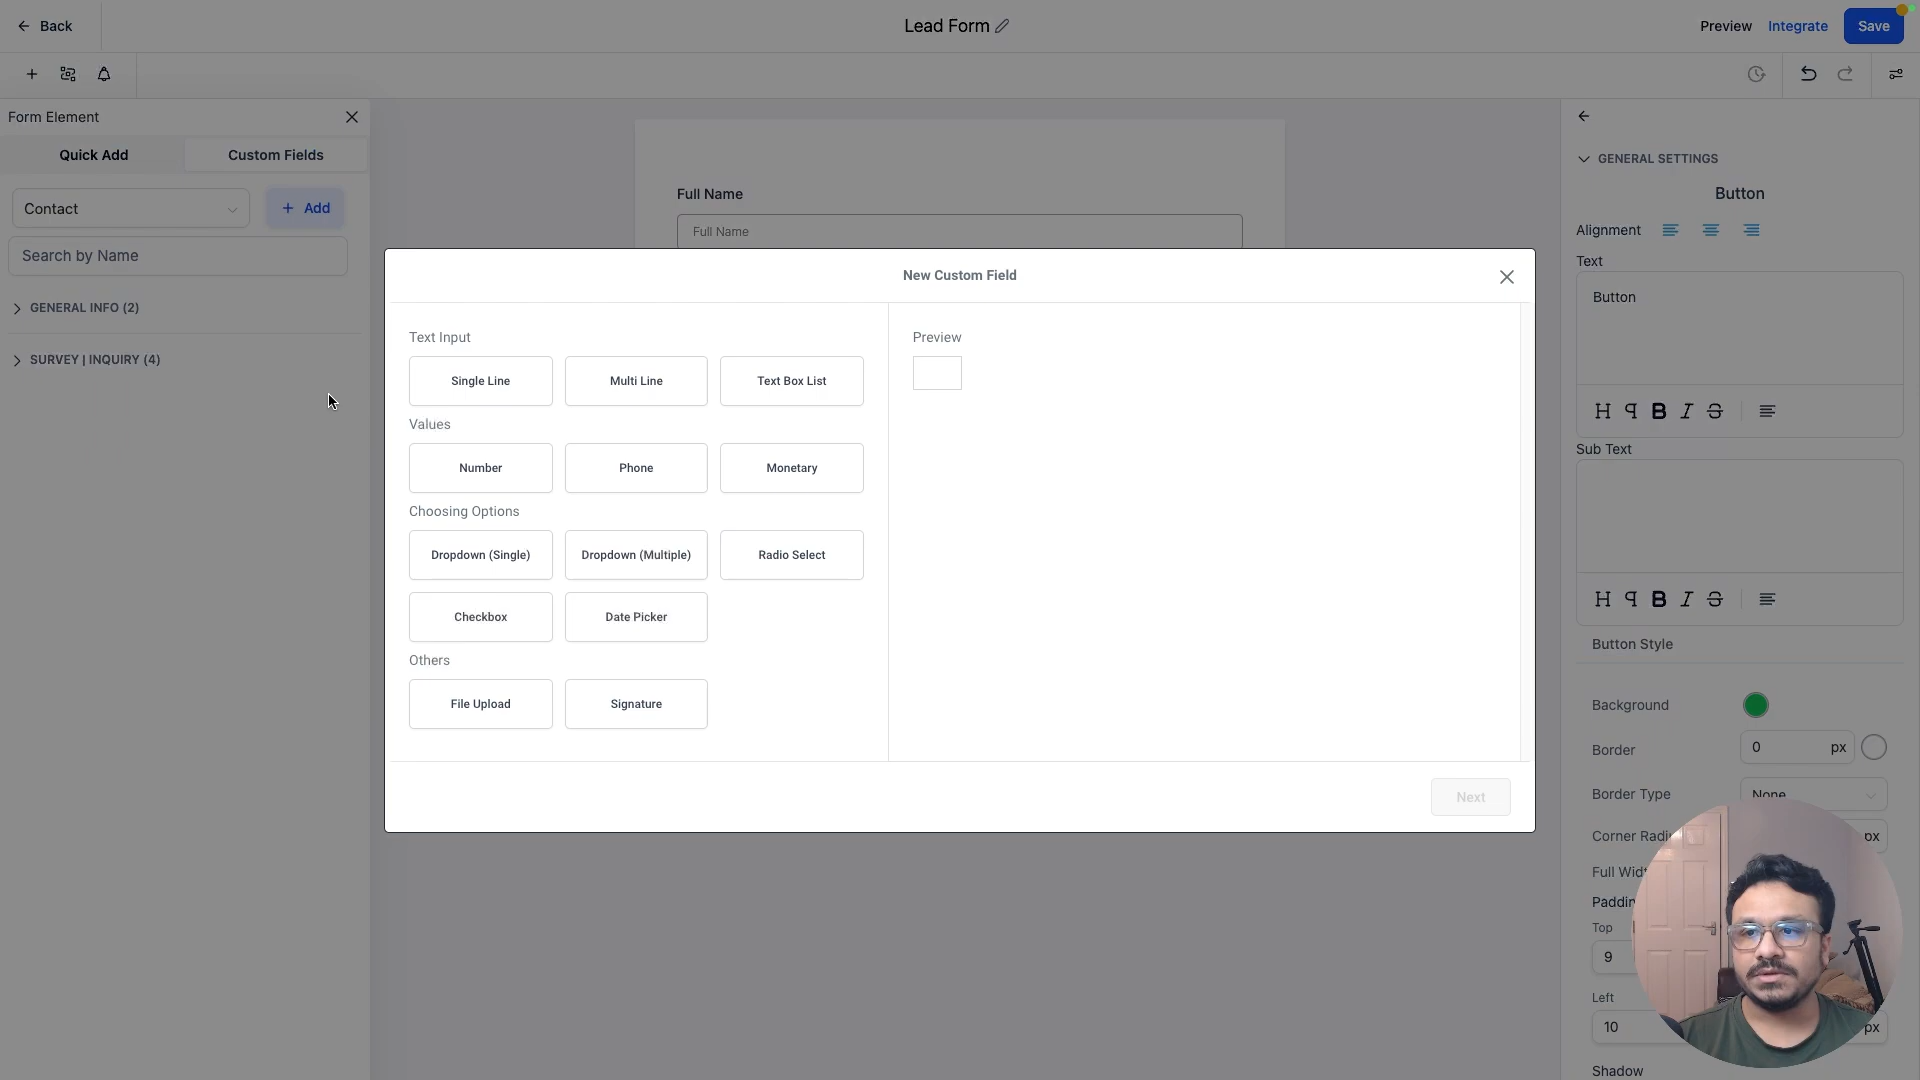 Back
Lead Form
Preview
Integrate
Save
Form Element
Quick Add
Custom Fields
Contact
+ Add
Search by Name
GENERAL INFO (2)
SURVEY | INQUIRY (4)
Full Name
Full Name
New Custom Field
Text Input
Single Line
Multi Line
Text Box List
Values
Number
Phone
Monetary
Choosing Options
Dropdown (Single)
Dropdown (Multiple)
Radio Select
Checkbox
Date Picker
Others
File Upload
Signature
Preview
Next
GENERAL SETTINGS
Button
Alignment
Text
Button
Sub Text
Button Style
Background
Border
0 px
Border Type
None
Corner
px
Full
Top
9
Left
10
px
Shadow